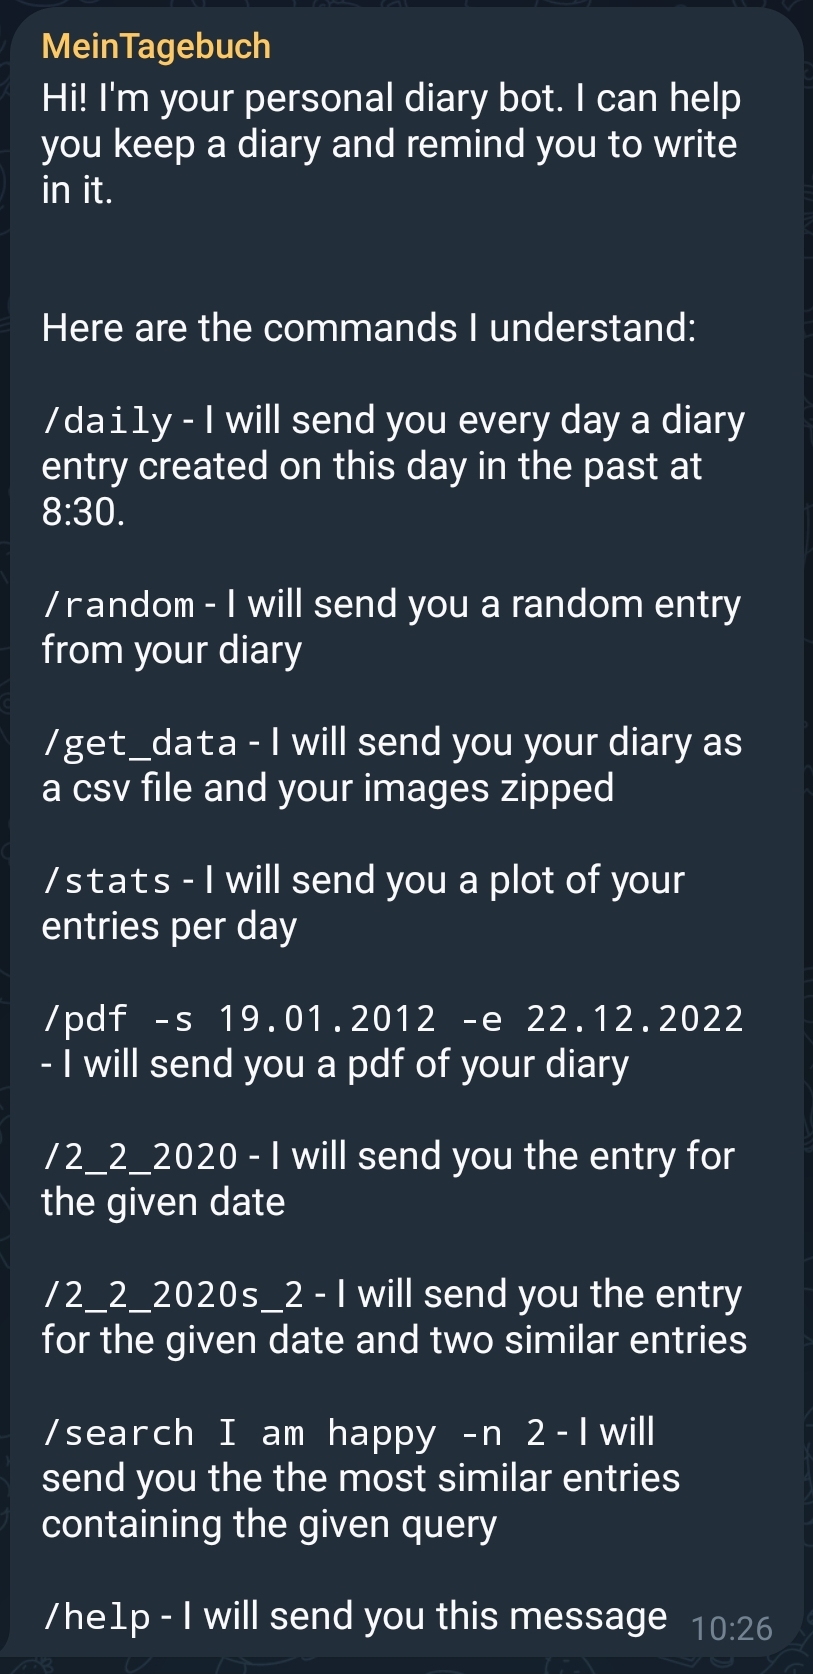 MeinTagebuch
Hi! I'm your personal diary bot. I can help
you keep a diary and remind you to write
in it.
Here are the commands I understand:
/daily - I will send you every day a diary
entry created on this day in the past at
8:30.
/random - I will send you a random entry
from your diary
/get_data - I will send you your diary as
a csv file and your images zipped
/stats - I will send you a plot of your
entries per day
/pdf -s 19.01.2012 -e 22.12.2022
- I will send you a pdf of your diary
/2_2_2020 - I will send you the entry for
the given date
/2_2_2020s_2 - I will send you the entry
for the given date and two similar entries
/search I am happy -n 2 - I will
send you the the most similar entries
containing the given query
/help - I will send you this message 10:26